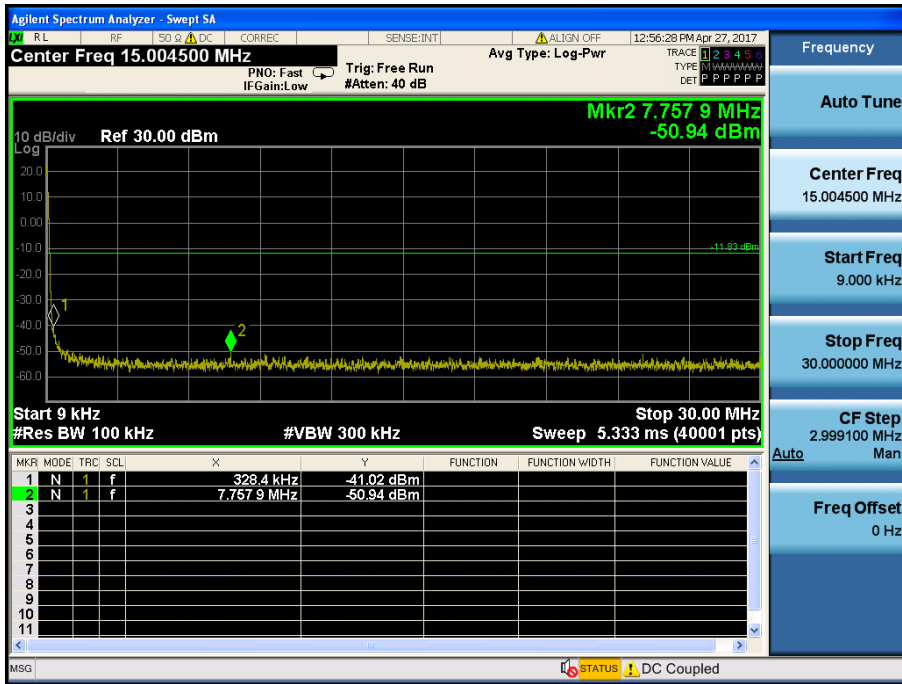 Agilent Spectrum Analyzer - Swept SA
LXI RL RF 50 Ω DC CORREC SENSE:INT ALIGN OFF 12:56:28 PM Apr 27, 2017
Center Freq 15.004500 MHz
PNO: Fast
IFGain:Low
Trig: Free Run
#Atten: 40 dB
Avg Type: Log-Pwr
TRACE 1 2 3 4 5 6
TYPE M WWWWW
DET P P P P P P
Mkr2 7.757 9 MHz
-50.94 dBm
10 dB/div
Log
Ref 30.00 dBm
20.0
10.0
0.00
-10.0
-20.0
-30.0
-40.0
-50.0
-60.0
-11.83 dBm
1
2
Start 9 kHz
Stop 30.00 MHz
#Res BW 100 kHz
#VBW 300 kHz
Sweep 5.333 ms (40001 pts)
MKR MODE TRC SCL X Y FUNCTION FUNCTION WIDTH FUNCTION VALUE
1 N 1 f 328.4 kHz -41.02 dBm
2 N 1 f 7.757 9 MHz -50.94 dBm
3
4
5
6
7
8
9
10
11
MSG
STATUS
DC Coupled
Frequency
Auto Tune
Center Freq
15.004500 MHz
Start Freq
9.000 kHz
Stop Freq
30.000000 MHz
CF Step
2.999100 MHz
Auto Man
Freq Offset
0 Hz